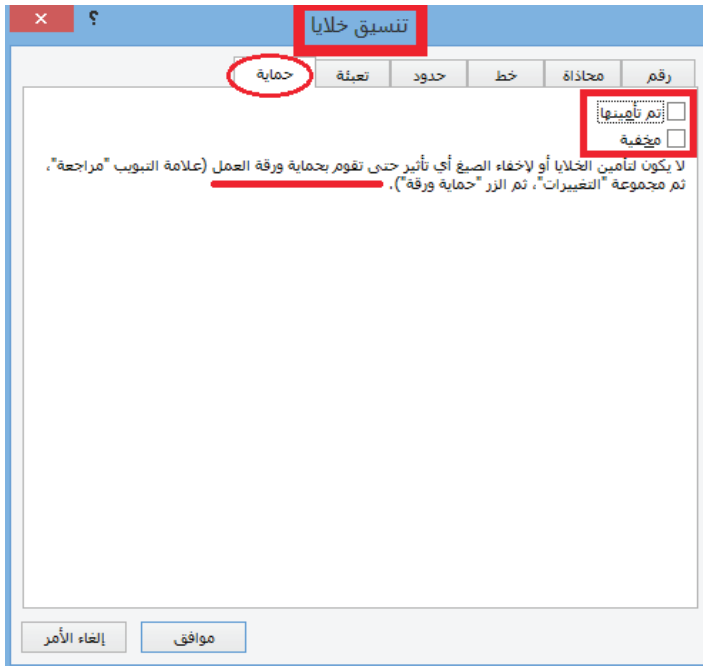 تنسيق خلايا
؟
رقم محاذاة خط حدود تعبئة حماية
تم تأمينها
مخفية
لا يكون لتأمين الخلايا أو لإخفاء الصيغ أي تأثير حتى تقوم بحماية ورقة العمل (علامة التبويب "مراجعة"،
ثم مجموعة "التغييرات"، ثم الزر "حماية ورقة").
موافق إلغاء الأمر